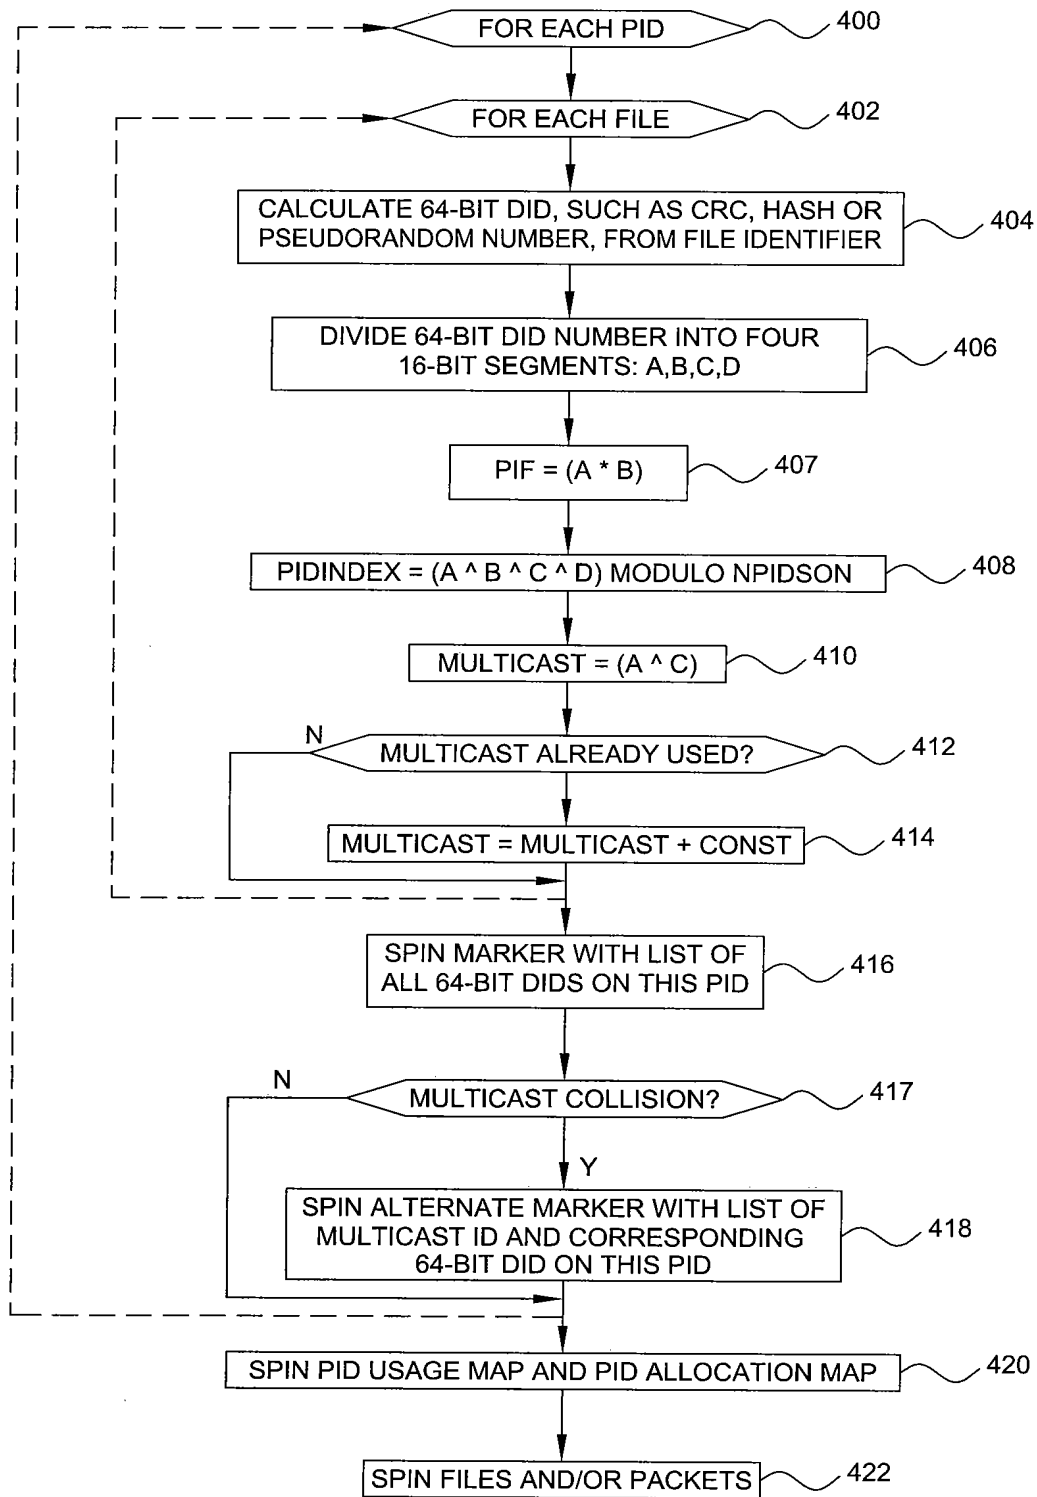 FOR EACH PID
400
FOR EACH FILE
402
CALCULATE 64-BIT DID, SUCH AS CRC, HASH OR
PSEUDORANDOM NUMBER, FROM FILE IDENTIFIER
404
DIVIDE 64-BIT DID NUMBER INTO FOUR
16-BIT SEGMENTS: A,B,C,D
406
PIF = (A * B)
407
PIDINDEX = (A ^ B ^ C ^ D) MODULO NPIDSON
408
MULTICAST = (A ^ C)
410
N
MULTICAST ALREADY USED?
412
MULTICAST = MULTICAST + CONST
414
SPIN MARKER WITH LIST OF
ALL 64-BIT DIDS ON THIS PID
416
N
MULTICAST COLLISION?
417
Y
SPIN ALTERNATE MARKER WITH LIST OF
MULTICAST ID AND CORRESPONDING
64-BIT DID ON THIS PID
418
SPIN PID USAGE MAP AND PID ALLOCATION MAP
420
SPIN FILES AND/OR PACKETS
422